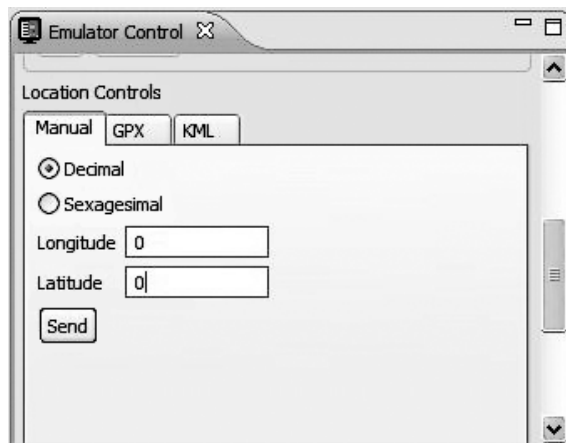 Emulator Control
Location Controls
Manual GPX KML
Decimal
Sexagesimal
Longitude 0
Latitude 0
Send